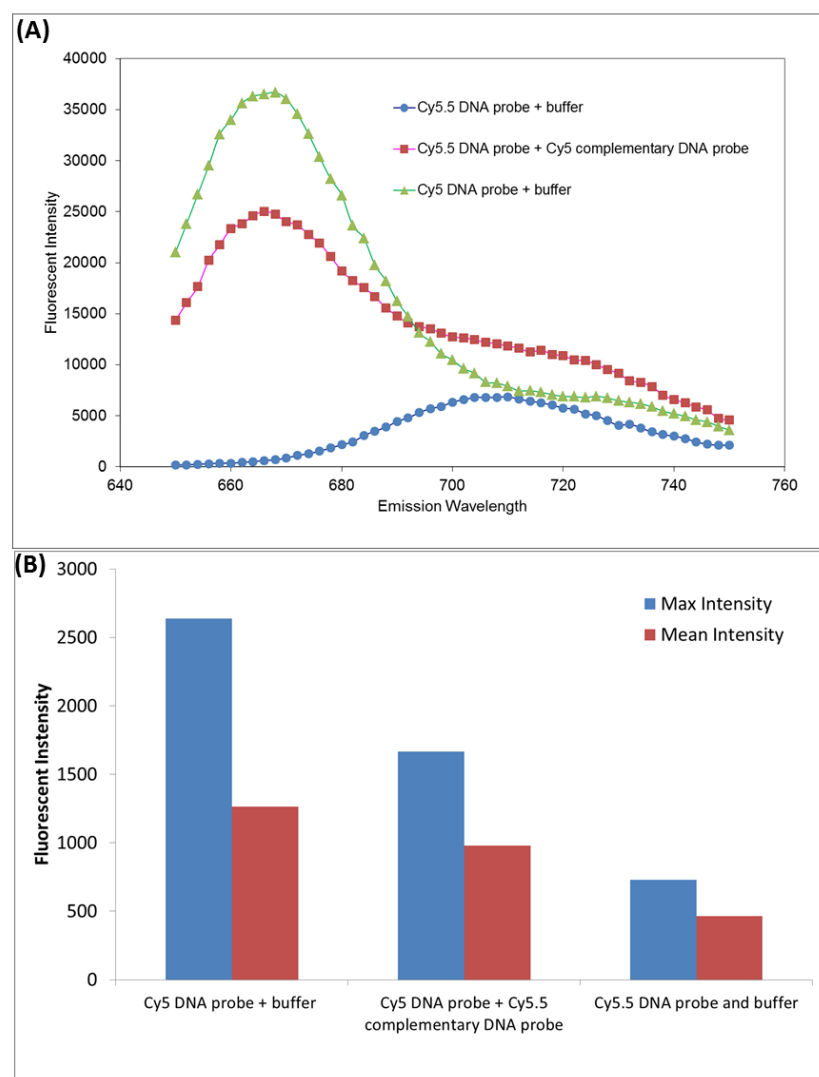 (A)
40000
35000
30000
25000
20000
15000
10000
5000
0
Fluorescent Intensity
Cy5.5 DNA probe + buffer
Cy5.5 DNA probe + Cy5 complementary DNA probe
Cy5 DNA probe + buffer
640 660 680 700 720 740 760
Emission Wavelength
(B)
3000
2500
2000
1500
1000
500
0
Fluorescent Instensity
Max Intensity
Mean Intensity
Cy5 DNA probe + buffer
Cy5 DNA probe + Cy5.5
complementary DNA probe
Cy5.5 DNA probe and buffer